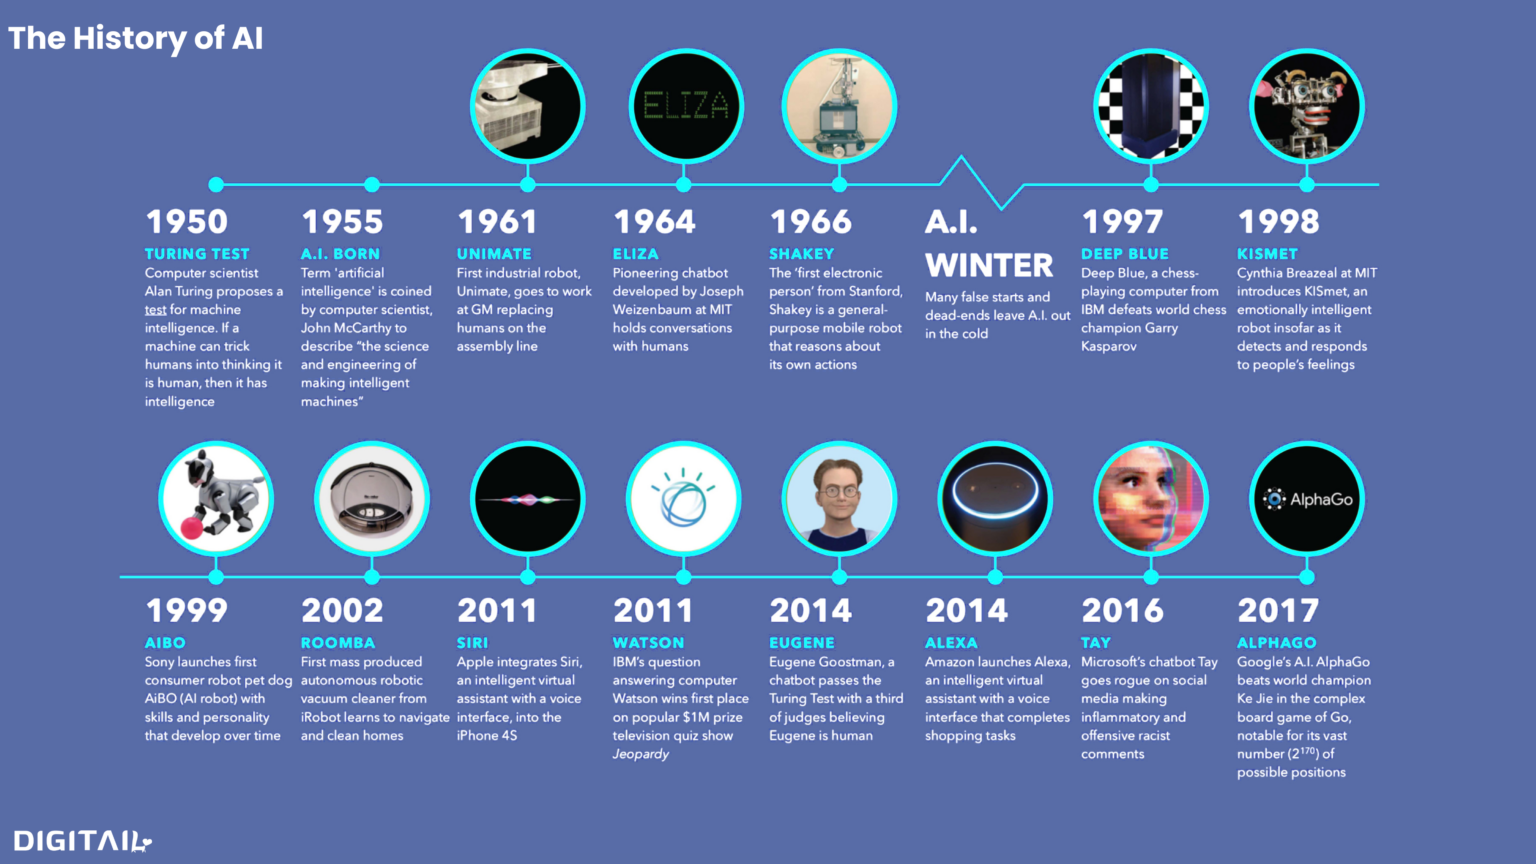 The History of AI
ELIZA
1950
TURING TEST
Computer scientist
Alan Turing proposes a
test for machine
intelligence. If a
machine can trick
humans into thinking it
is human, then it has
intelligence
1955
A.I. BORN
Term 'artificial
intelligence' is coined
by computer scientist,
John McCarthy to
describe “the science
and engineering of
making intelligent
machines”
1961
UNIMATE
First industrial robot,
Unimate, goes to work
at GM replacing
humans on the
assembly line
1964
ELIZA
Pioneering chatbot
developed by Joseph
Weizenbaum at MIT
holds conversations
with humans
1966
SHAKEY
The ‘first electronic
person’ from Stanford,
Shakey is a general-
purpose mobile robot
that reasons about
its own actions
A.I.
WINTER
Many false starts and
dead-ends leave A.I. out
in the cold
1997
DEEP BLUE
Deep Blue, a chess-
playing computer from
IBM defeats world chess
champion Garry
Kasparov
1998
KISMET
Cynthia Breazeal at MIT
introduces KISmet, an
emotionally intelligent
robot insofar as it
detects and responds
to people’s feelings
AlphaGo
1999
AIBO
Sony launches first
consumer robot pet dog
AiBO (AI robot) with
skills and personality
that develop over time
2002
ROOMBA
First mass produced
autonomous robotic
vacuum cleaner from
iRobot learns to navigate
and clean homes
2011
SIRI
Apple integrates Siri,
an intelligent virtual
assistant with a voice
interface, into the
iPhone 4S
2011
WATSON
IBM’s question
answering computer
Watson wins first place
on popular $1M prize
television quiz show
Jeopardy
2014
EUGENE
Eugene Goostman, a
chatbot passes the
Turing Test with a third
of judges believing
Eugene is human
2014
ALEXA
Amazon launches Alexa,
an intelligent virtual
assistant with a voice
interface that completes
shopping tasks
2016
TAY
Microsoft’s chatbot Tay
goes rogue on social
media making
inflammatory and
offensive racist
comments
2017
ALPHAGO
Google’s A.I. AlphaGo
beats world champion
Ke Jie in the complex
board game of Go,
notable for its vast
number (2¹⁷⁰) of
possible positions
DIGITAIL